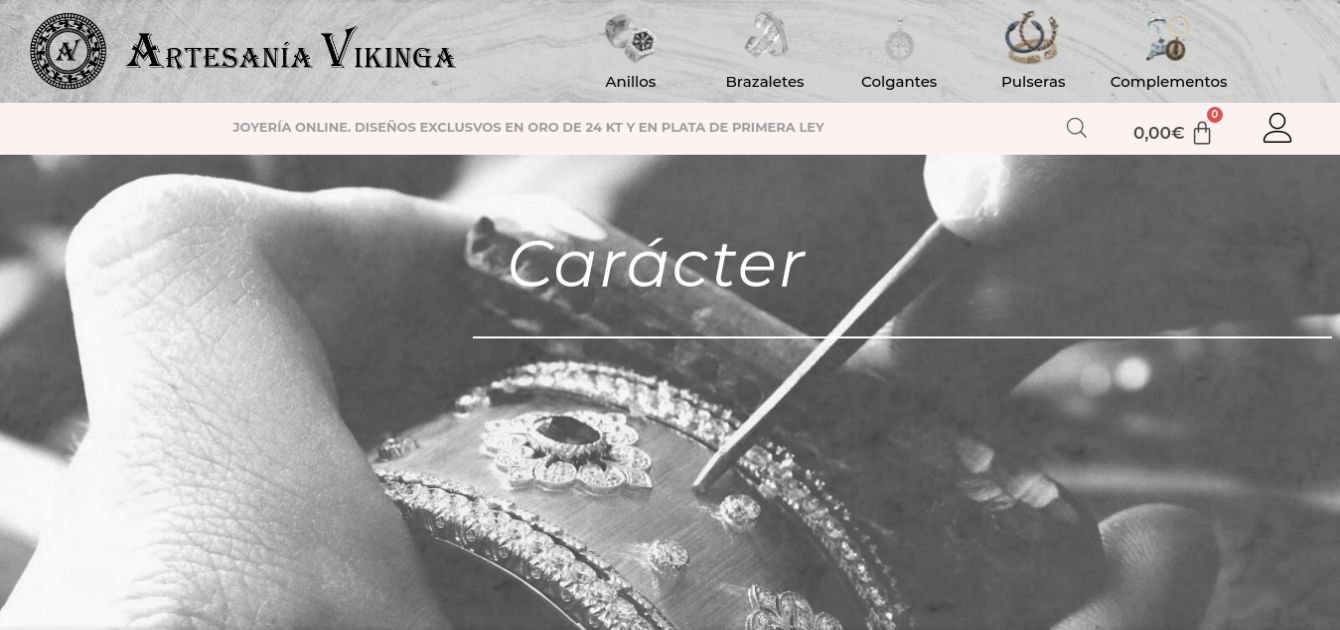 AV
ARTESANÍA VIKINGA
Anillos
Brazaletes
Colgantes
Pulseras
Complementos
JOYERÍA ONLINE. DISEÑOS EXCLUSVOS EN ORO DE 24 KT Y EN PLATA DE PRIMERA LEY
0
0,00€
Carácter